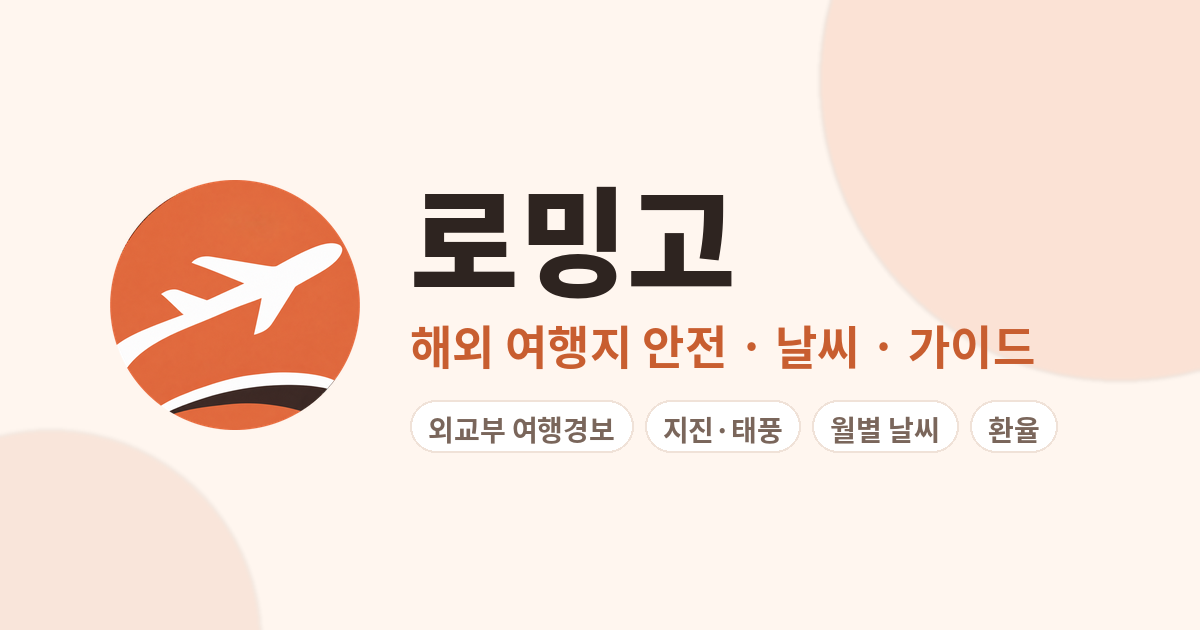 로밍고
해외 여행지 안전 · 날씨 · 가이드
외교부 여행경보 지진·태풍 월별 날씨 환율